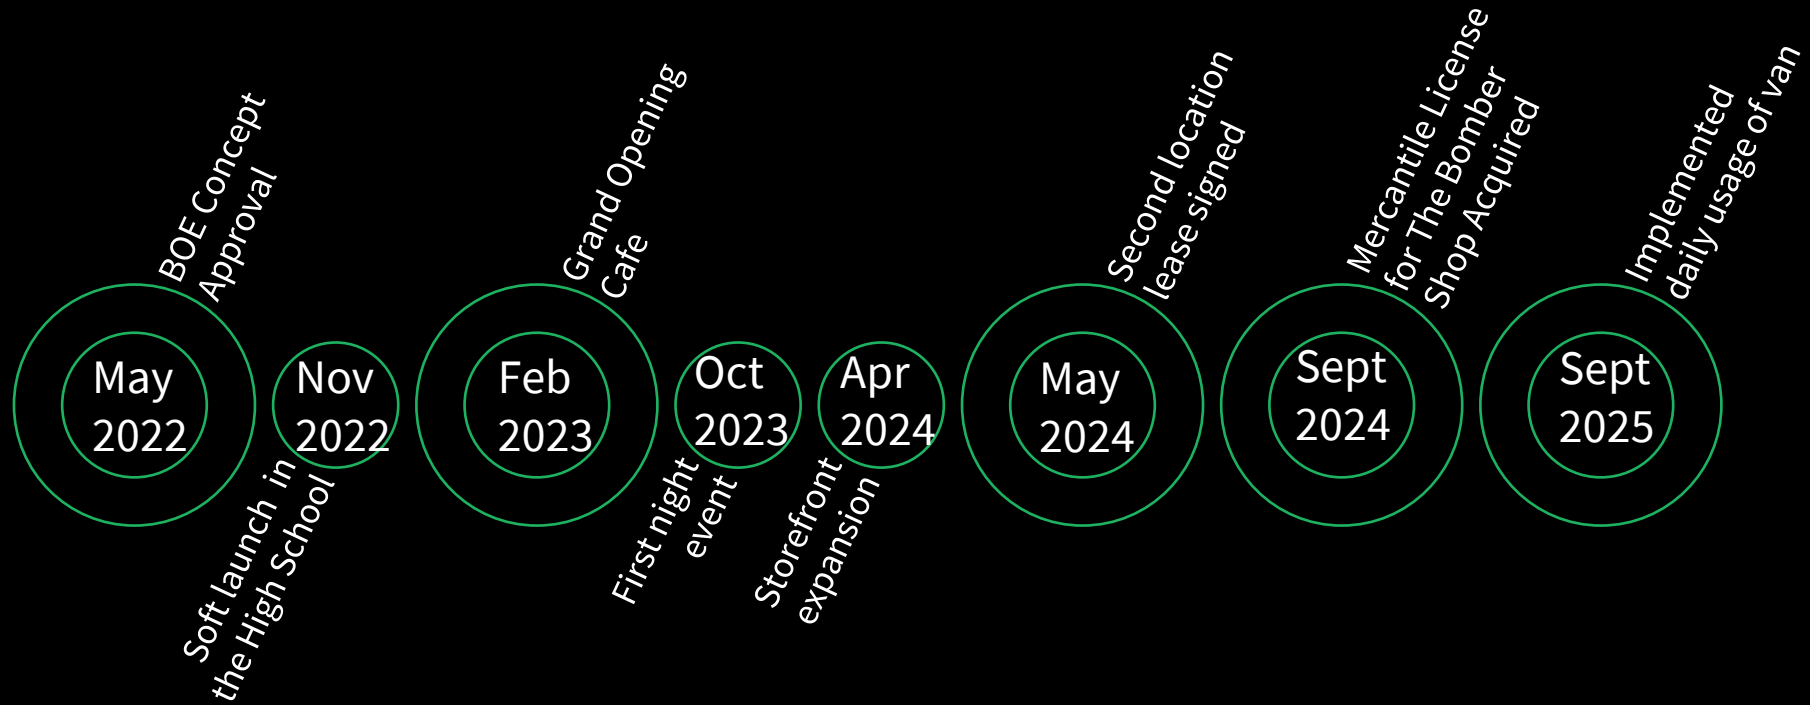 BOE Concept
Approval
May
2022
Nov
2022
Soft launch in
the High School
Grand Opening
Cafe
Feb
2023
Oct
2023
First night
event
Apr
2024
Storefront
expansion
Second location
lease signed
May
2024
Mercantile License
for The Bomber
Shop Acquired
Sept
2024
Implemented
daily usage of van
Sept
2025